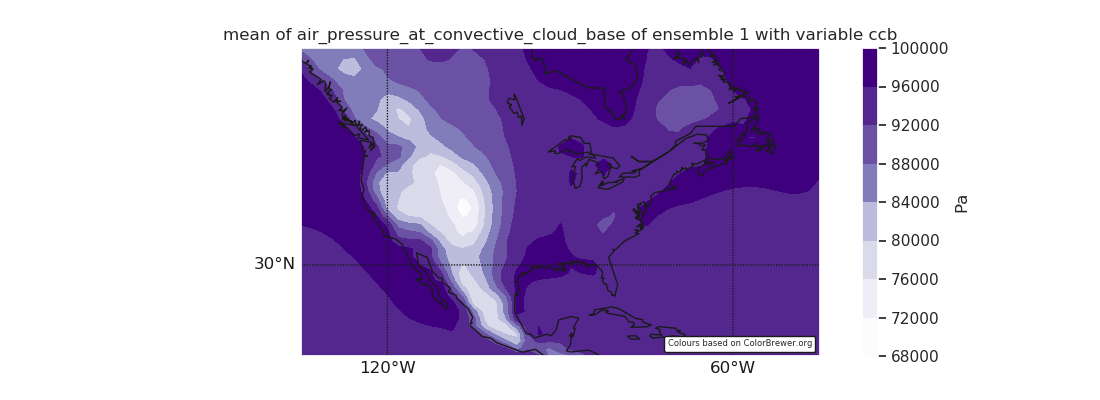 mean of air_pressure_at_convective_cloud_base of ensemble 1 with variable ccb
100000
96000
92000
88000
84000
80000
76000
72000
68000
Pa
30°N
120°W
60°W
Colours based on ColorBrewer.org